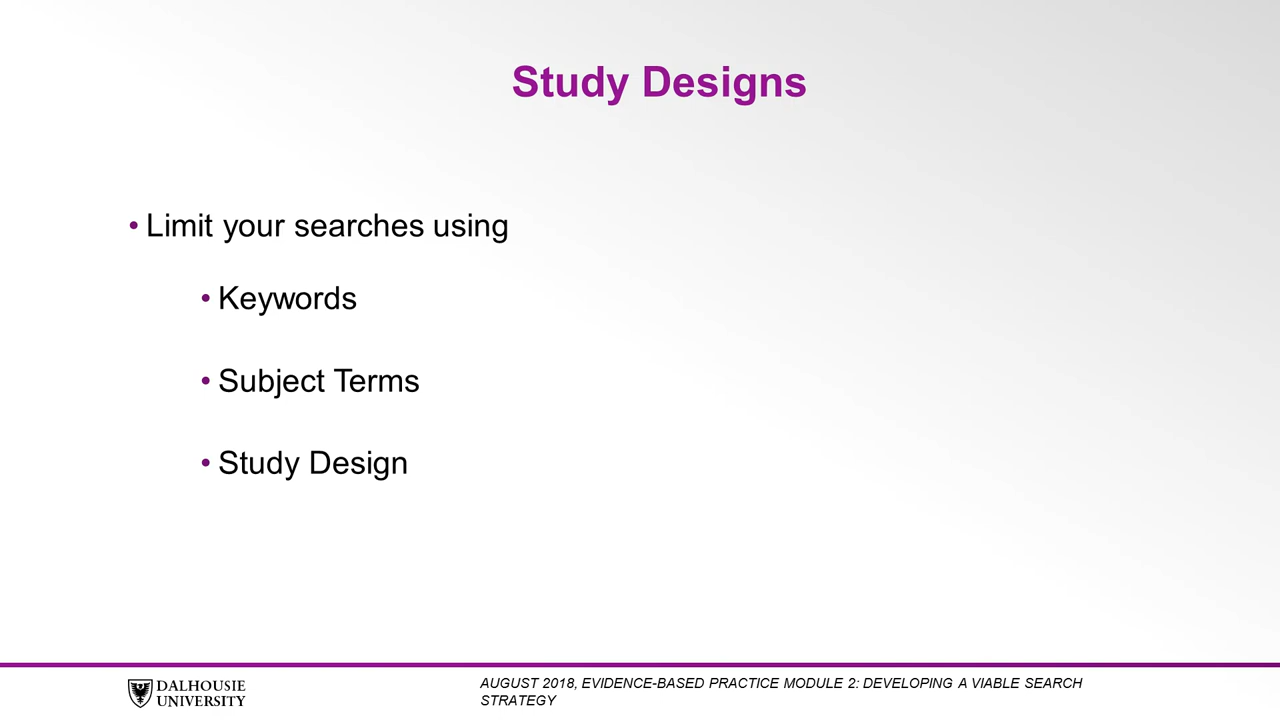 Study Designs
• Limit your searches using
• Keywords
• Subject Terms
• Study Design
DALHOUSIE
UNIVERSITY
AUGUST 2018, EVIDENCE-BASED PRACTICE MODULE 2: DEVELOPING A VIABLE SEARCH
STRATEGY